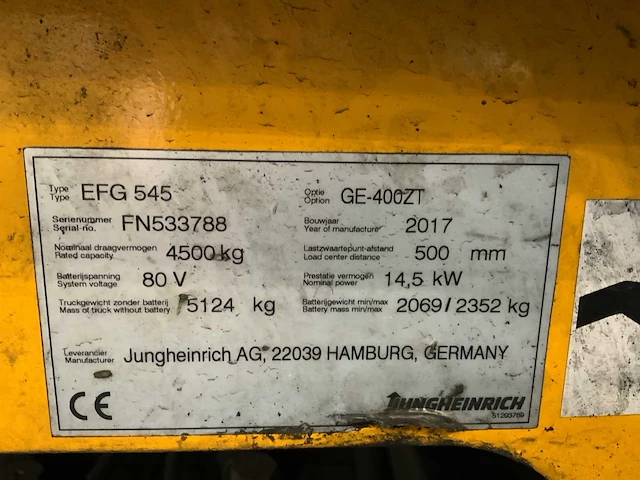 Type EFG 545 Optie GE-400ZT
Type Option
Serienummer FN533788 Bouwjaar 2017
Serial-no. Year of manufacture
Nominaal draagvermogen 4500 kg Lastzwaartepunt-afstand 500 mm
Rated capacity Load center distance
Batterijspanning 80 V Prestatie vermogen 14,5 kW
System voltage Nominal power
Truckgewicht zonder batterij 5124 kg Batterijgewicht min/max 2069 / 2352 kg
Mass of truck without battery Battery mass min/max
Leverancier Jungheinrich AG, 22039 HAMBURG, GERMANY
Manufacturer
CE JUNGHEINRICH
51293769